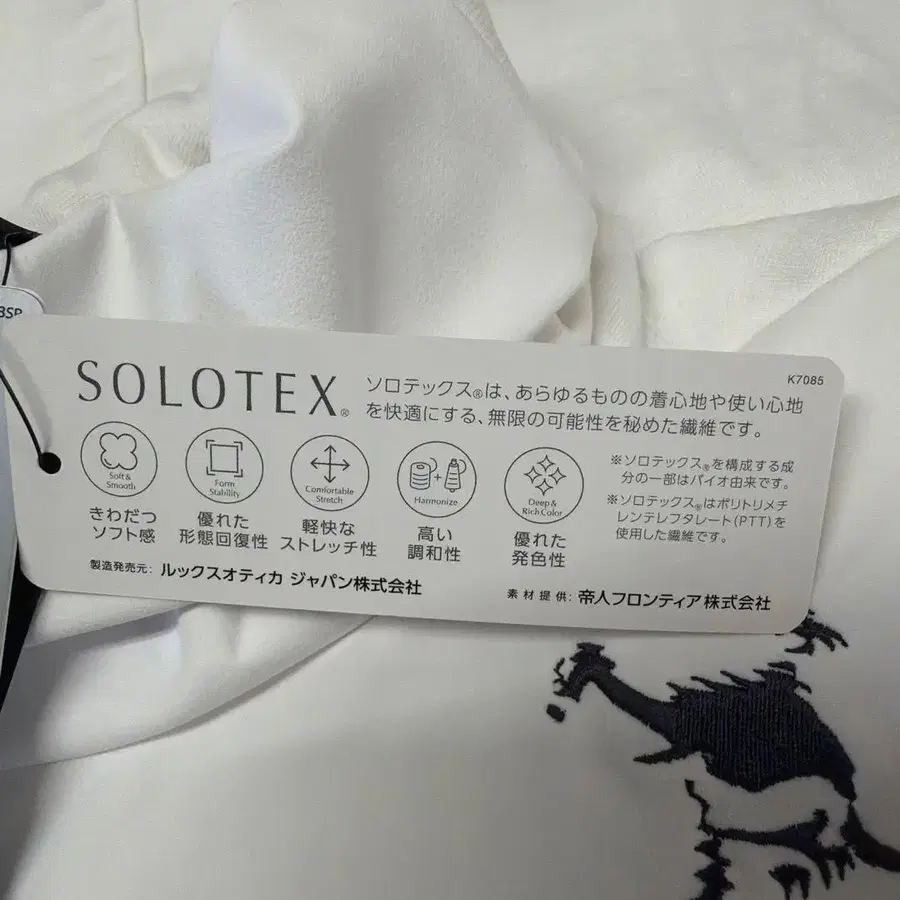 BSP
K7085
SOLOTEX®
ソロテックス®は、あらゆるものの着心地や使い心地
を快適にする、無限の可能性を秘めた繊維です。
Soft &
Smooth
きわだつ
ソフト感
Form
Stability
優れた
形態回復性
Comfortable
Stretch
軽快な
ストレッチ性
Harmonize
高い
調和性
Deep &
Rich Color
優れた
発色性
※ソロテックス®を構成する成
分の一部はバイオ由来です。
※ソロテックス®はポリトリメチ
レンテレフタレート(PTT)を
使用した繊維です。
製造発売元: ルックスオティカ ジャパン株式会社
素材提供: 帝人フロンティア株式会社